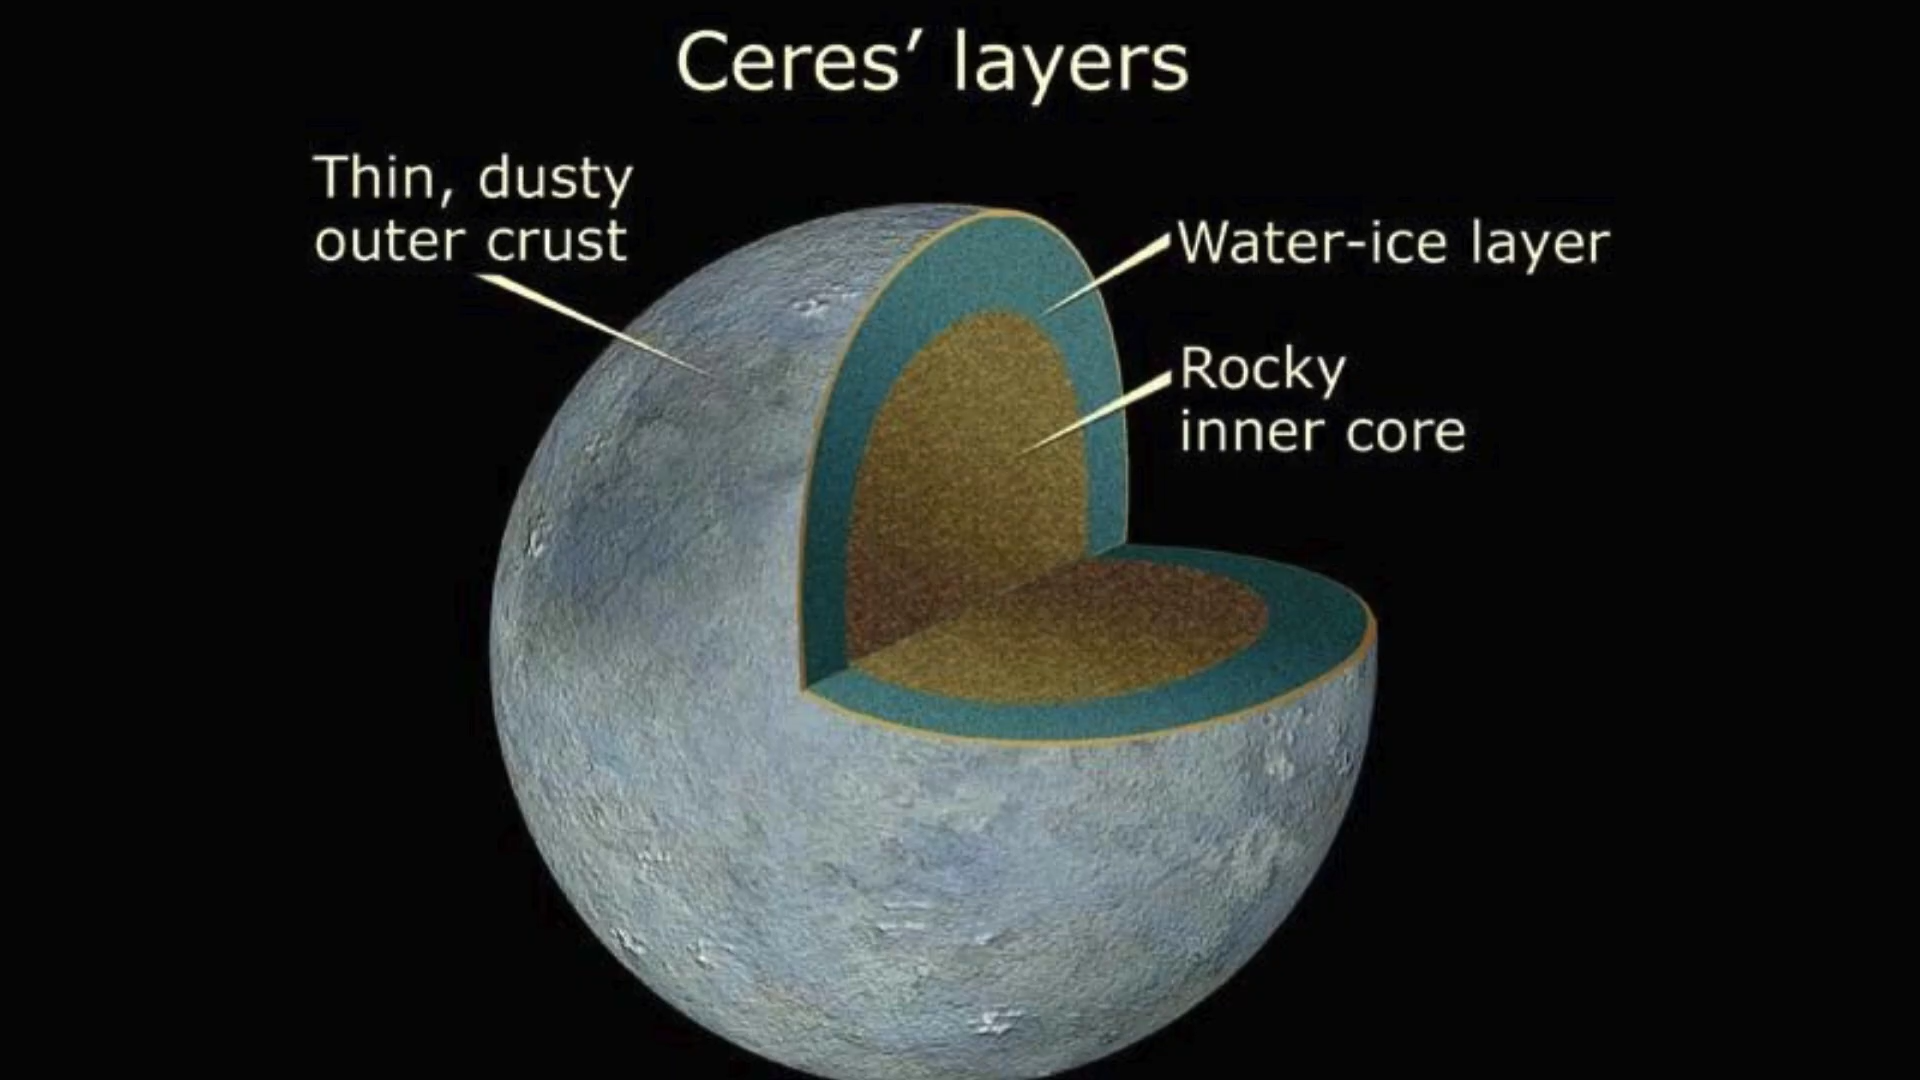 Ceres’ layers
Thin, dusty
outer crust
Water-ice layer
Rocky
inner core